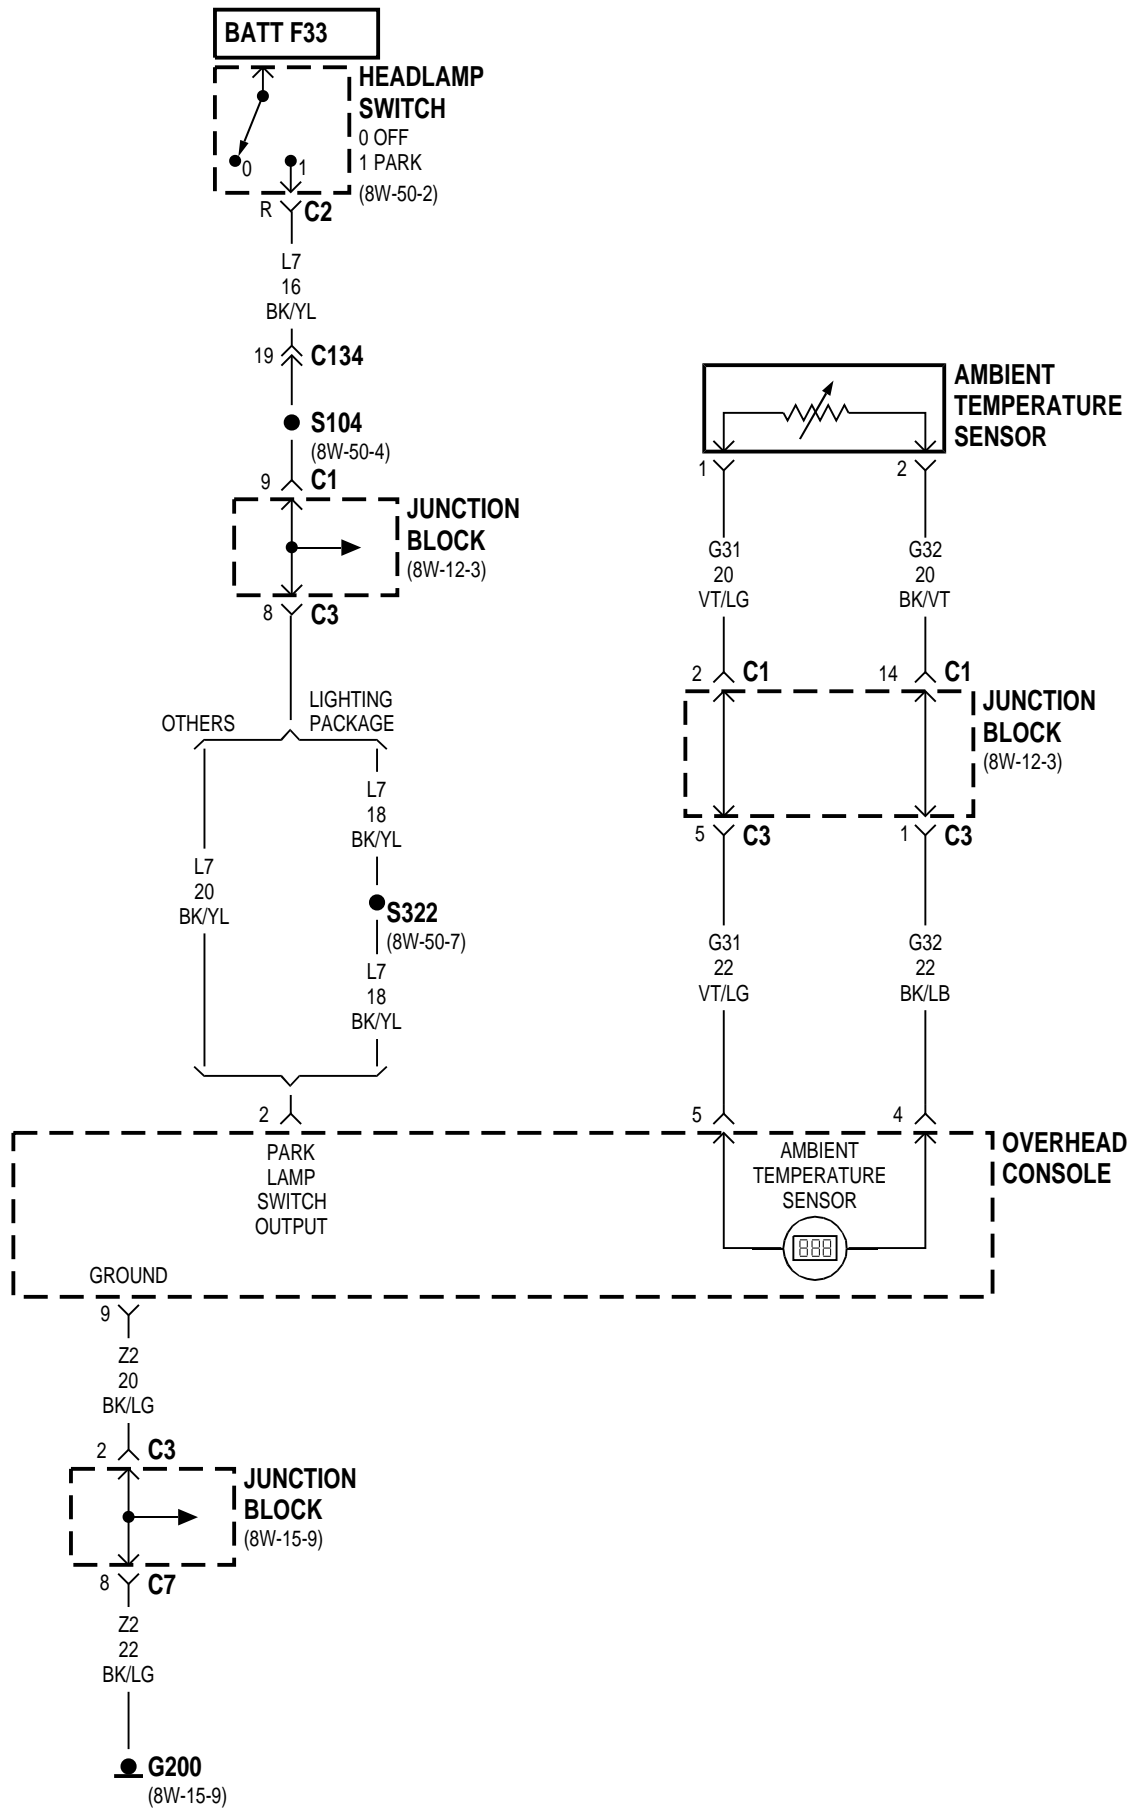 BATT F33
HEADLAMP
SWITCH
0 OFF
1 PARK
(8W-50-2)
0
1
R
C2
L7
16
BK/YL
19
C134
S104
(8W-50-4)
9
C1
JUNCTION
BLOCK
(8W-12-3)
8
C3
OTHERS
LIGHTING
PACKAGE
L7
18
BK/YL
L7
20
BK/YL
S322
(8W-50-7)
L7
18
BK/YL
2
AMBIENT
TEMPERATURE
SENSOR
1
2
G31
20
VT/LG
G32
20
BK/VT
2
C1
14
C1
JUNCTION
BLOCK
(8W-12-3)
5
C3
1
C3
G31
22
VT/LG
G32
22
BK/LB
5
4
OVERHEAD
CONSOLE
PARK
LAMP
SWITCH
OUTPUT
AMBIENT
TEMPERATURE
SENSOR
888
GROUND
9
Z2
20
BK/LG
2
C3
JUNCTION
BLOCK
(8W-15-9)
8
C7
Z2
22
BK/LG
G200
(8W-15-9)